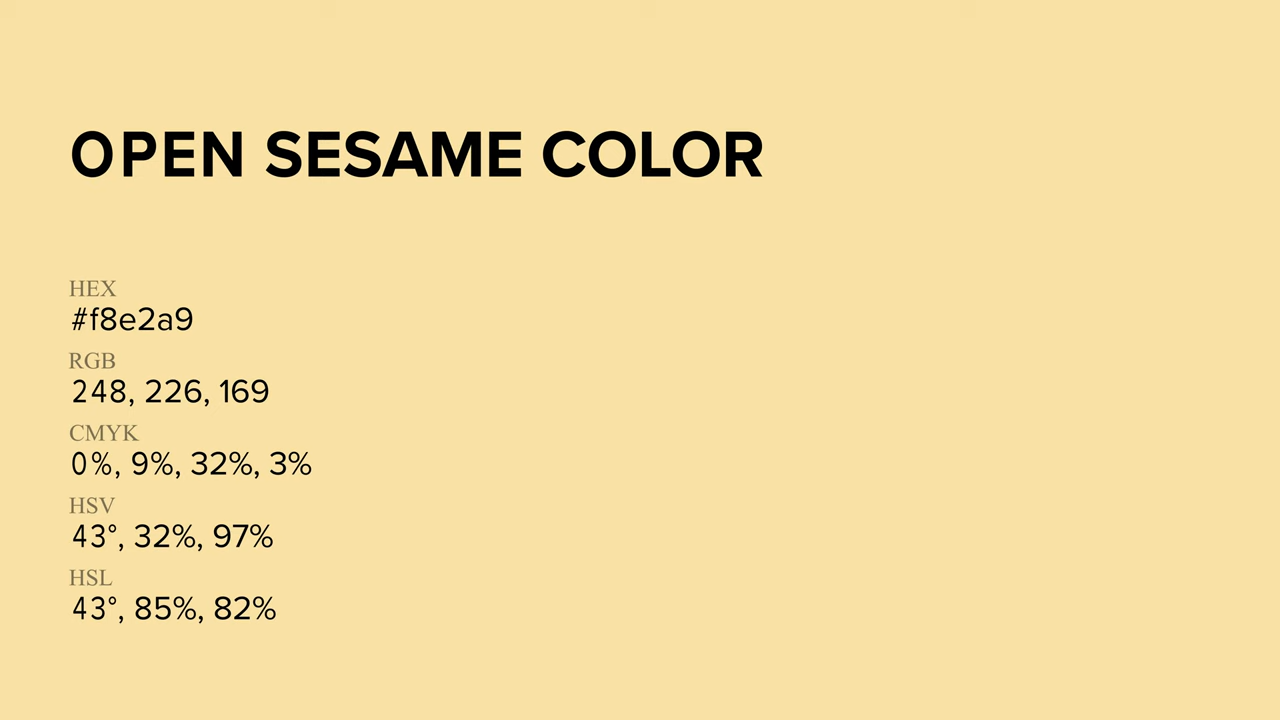 OPEN SESAME COLOR
HEX
#f8e2a9
RGB
248, 226, 169
CMYK
0%, 9%, 32%, 3%
HSV
43°, 32%, 97%
HSL
43°, 85%, 82%